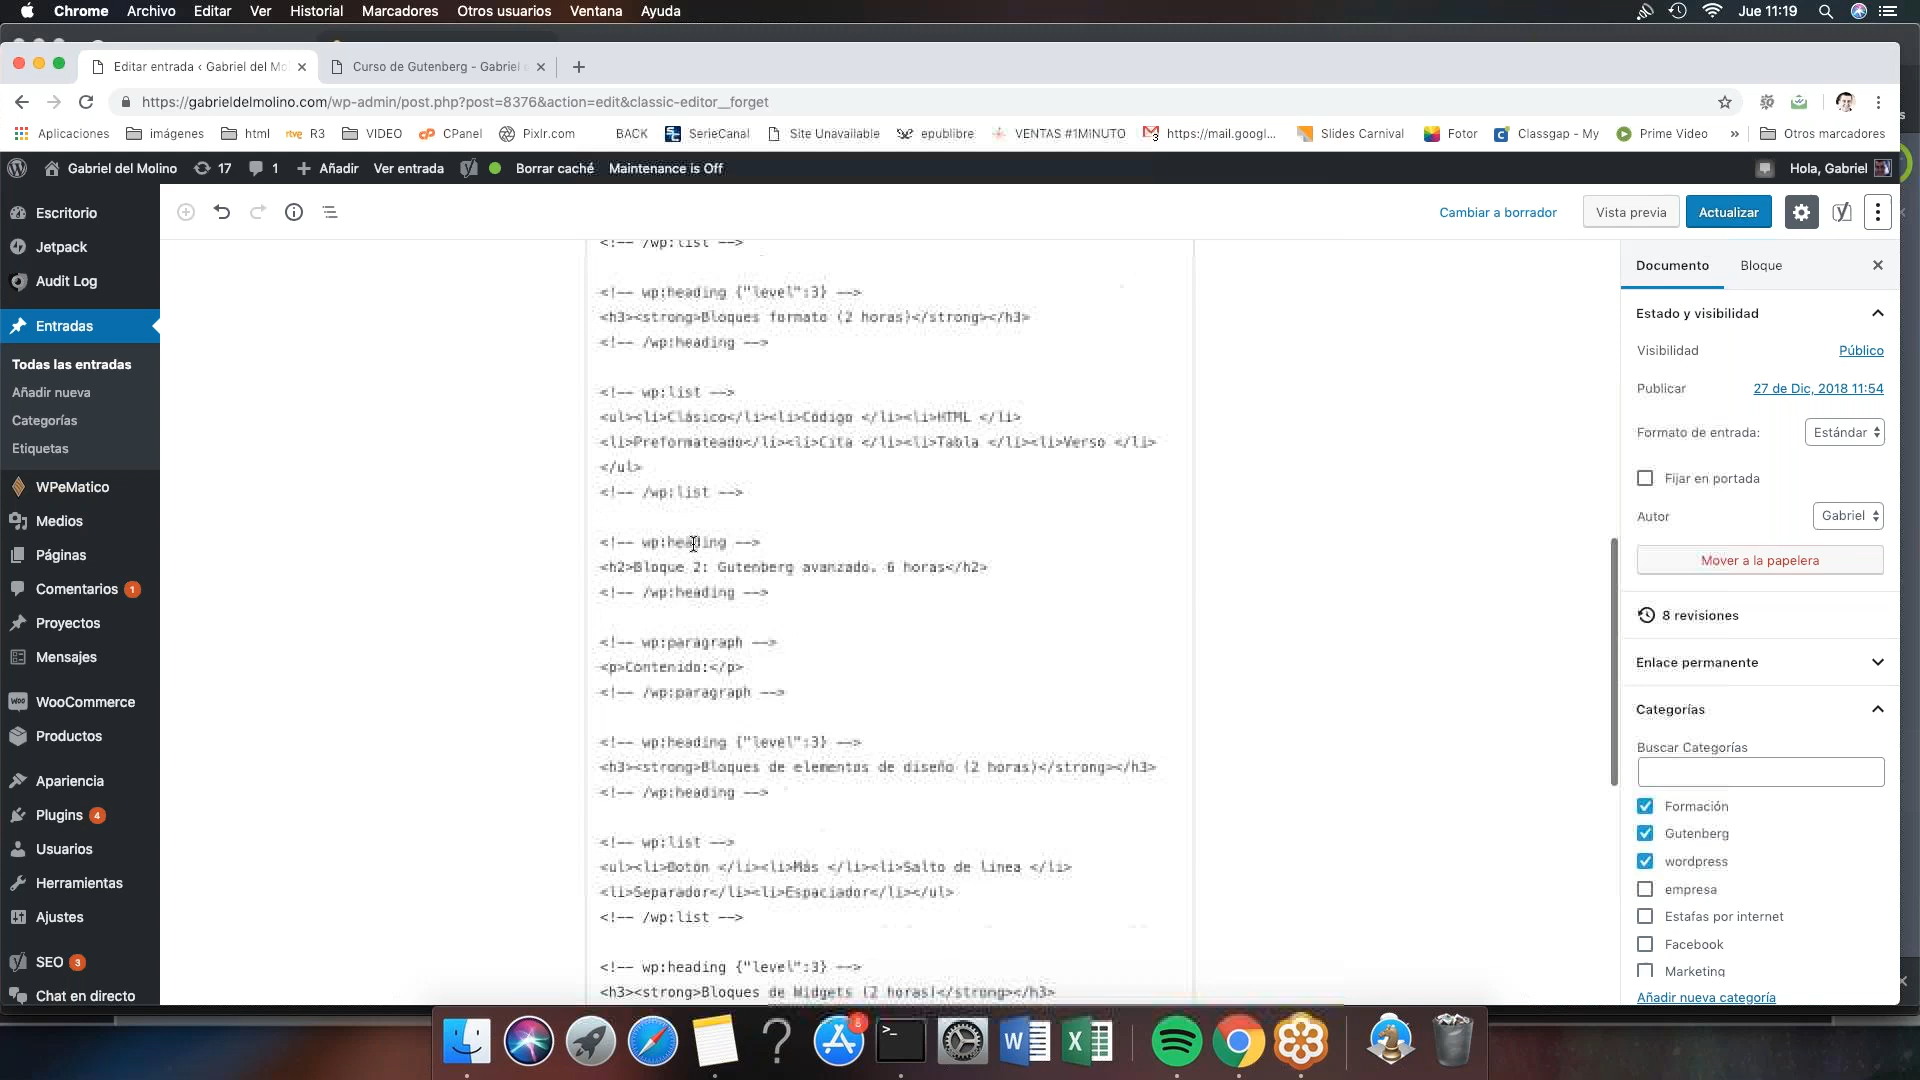 Chrome Archivo Editar Ver Historial Marcadores Otros usuarios Ventana Ayuda Jue 11:19
Editar entrada ‹ Gabriel del Mo
Curso de Gutenberg - Gabriel
https://gabrieldelmolino.com/wp-admin/post.php?post=8376&action=edit&classic-editor__forget
Aplicaciones imágenes html rtve R3 VIDEO CPanel Pixlr.com BACK SerieCanal Site Unavailable epublibre VENTAS #1MINUTO https://mail.googl... Slides Carnival Fotor Classgap - My Prime Video » Otros marcadores
Gabriel del Molino 17 1 Añadir Ver entrada Borrar caché Maintenance is Off Hola, Gabriel
Escritorio
Jetpack
Audit Log
Entradas
Todas las entradas
Añadir nueva
Categorías
Etiquetas
WPeMatico
Medios
Páginas
Comentarios 1
Proyectos
Mensajes
WooCommerce
Productos
Apariencia
Plugins 4
Usuarios
Herramientas
Ajustes
SEO 3
Chat en directo
Cambiar a borrador Vista previa Actualizar
<!-- /wp:list -->
<!-- wp:heading {"level":3} -->
<h3><strong>Bloques formato (2 horas)</strong></h3>
<!-- /wp:heading -->
<!-- wp:list -->
<ul><li>Clásico</li><li>Código </li><li>HTML </li>
<li>Preformateado</li><li>Cita </li><li>Tabla </li><li>Verso </li>
</ul>
<!-- /wp:list -->
<!-- wp:heading -->
<h2>Bloque 2: Gutenberg avanzado. 6 horas</h2>
<!-- /wp:heading -->
<!-- wp:paragraph -->
<p>Contenido:</p>
<!-- /wp:paragraph -->
<!-- wp:heading {"level":3} -->
<h3><strong>Bloques de elementos de diseño (2 horas)</strong></h3>
<!-- /wp:heading -->
<!-- wp:list -->
<ul><li>Botón </li><li>Más </li><li>Salto de línea </li>
<li>Separador</li><li>Espaciador</li></ul>
<!-- /wp:list -->
<!-- wp:heading {"level":3} -->
<h3><strong>Bloques de Widgets (2 horas)</strong></h3>
Documento Bloque
Estado y visibilidad
Visibilidad Público
Publicar 27 de Dic, 2018 11:54
Formato de entrada: Estándar
Fijar en portada
Autor Gabriel
Mover a la papelera
8 revisiones
Enlace permanente
Categorías
Buscar Categorías
Formación
Gutenberg
wordpress
empresa
Estafas por internet
Facebook
Marketing
Añadir nueva categoría
8